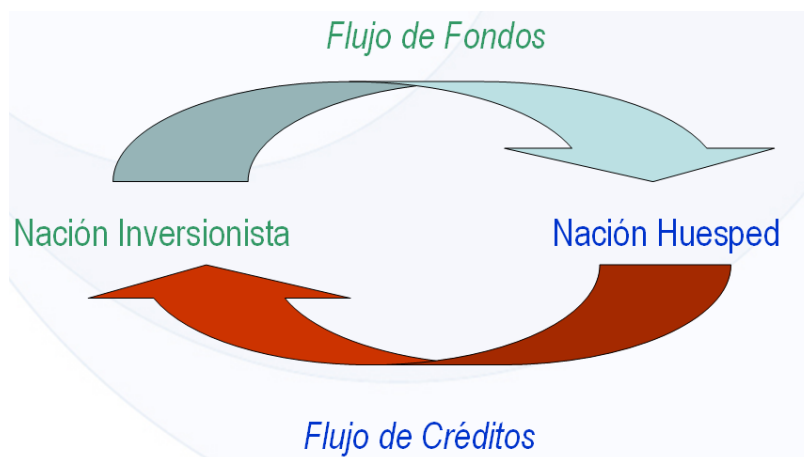 Flujo de Fondos
Nación Inversionista
Nación Huesped
Flujo de Créditos